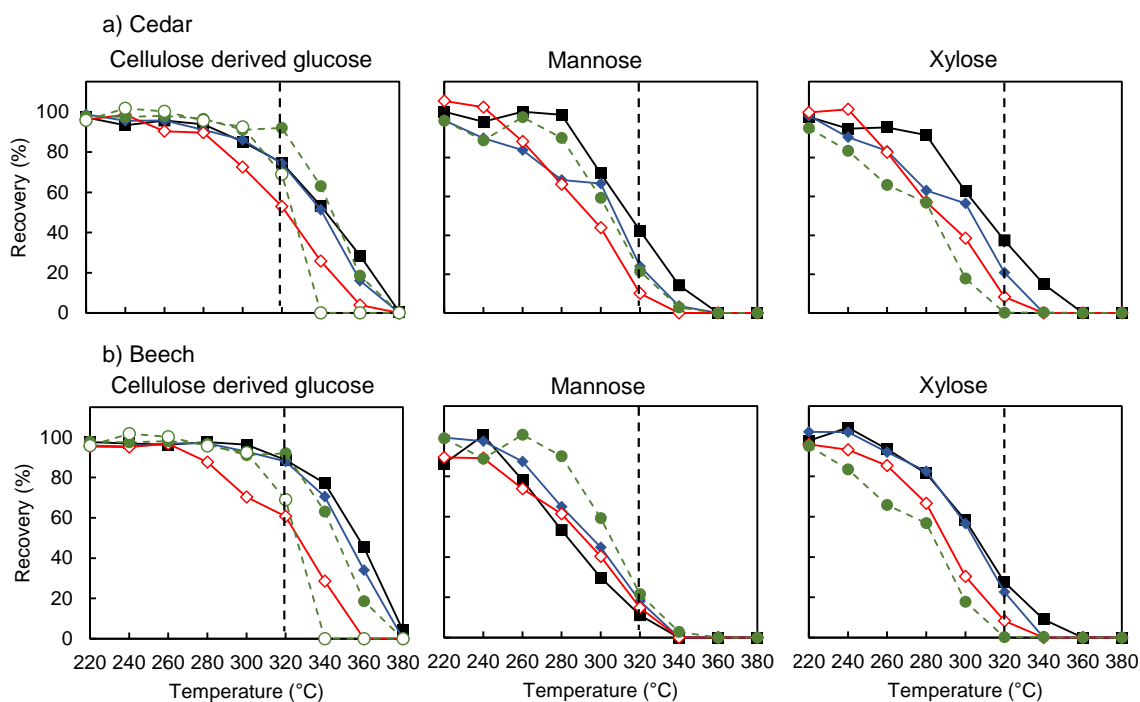 a) Cedar
Cellulose derived glucose Mannose Xylose
Recovery (%)
100
80
60
40
20
0
b) Beech
Cellulose derived glucose Mannose Xylose
Recovery (%)
100
80
60
40
20
0
220 240 260 280 300 320 340 360 380 220 240 260 280 300 320 340 360 380 220 240 260 280 300 320 340 360 380
Temperature (°C) Temperature (°C) Temperature (°C)